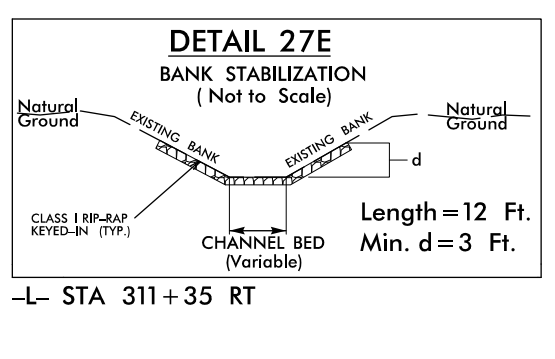 DETAIL 27E
BANK STABILIZATION
( Not to Scale)
Natural
Ground
EXISTING BANK
EXISTING BANK
Natural
Ground
d
CLASS I RIP-RAP
KEYED-IN (TYP.)
CHANNEL BED
(Variable)
Length = 12 Ft.
Min. d = 3 Ft.
-L- STA 311+35 RT